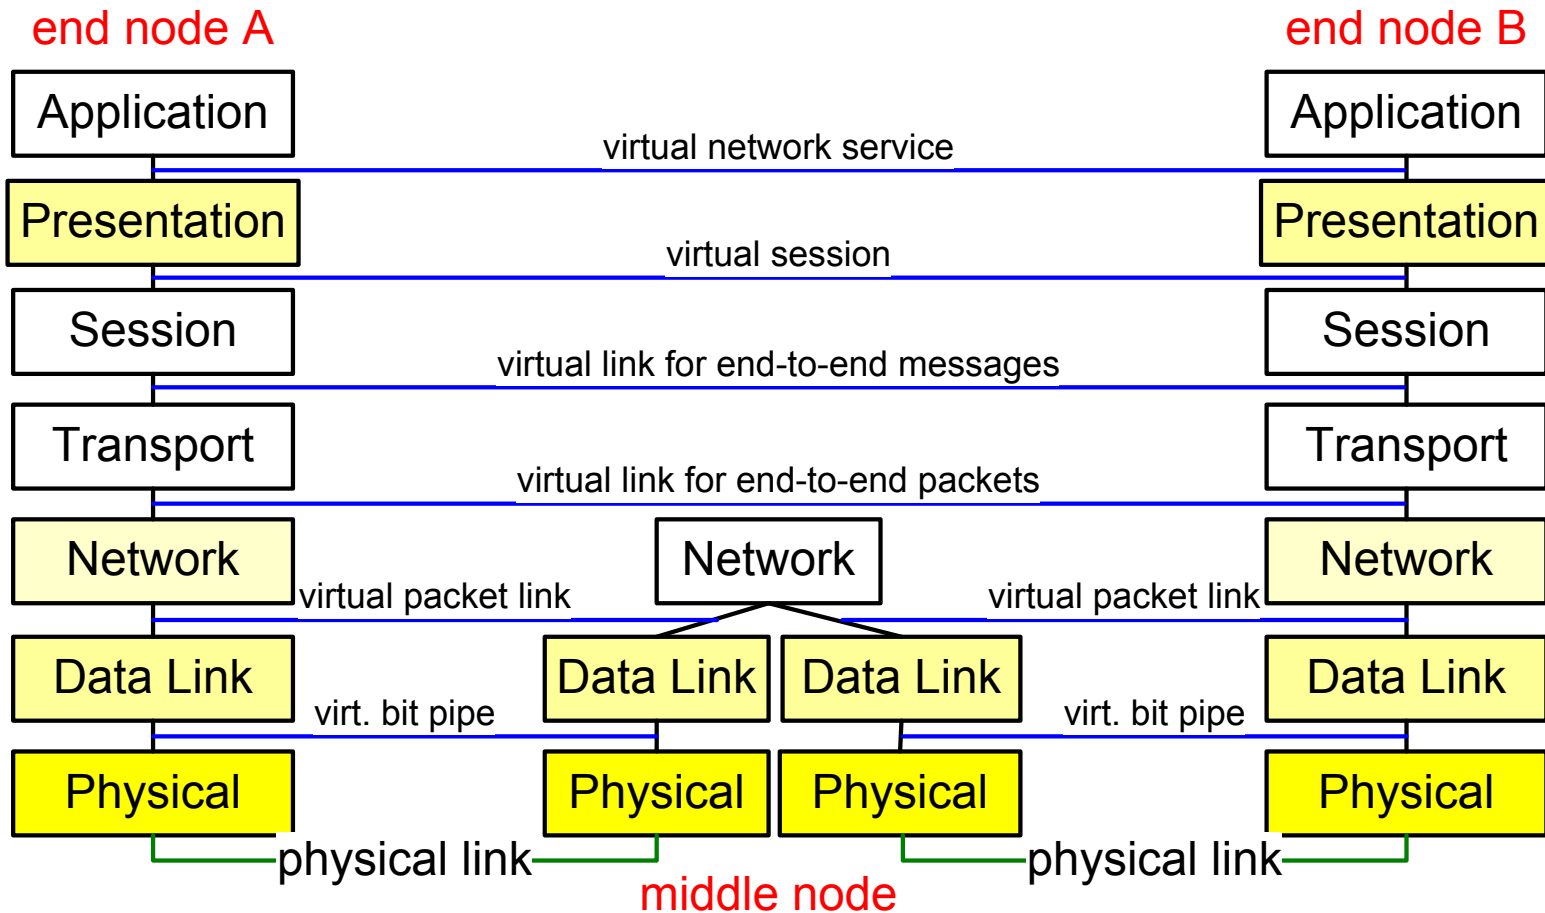 end node A
end node B
Application
Application
virtual network service
Presentation
Presentation
virtual session
Session
Session
virtual link for end-to-end messages
Transport
Transport
virtual link for end-to-end packets
Network
Network
Network
virtual packet link
virtual packet link
Data Link
Data Link
Data Link
Data Link
virt. bit pipe
virt. bit pipe
Physical
Physical
Physical
Physical
physical link
physical link
middle node